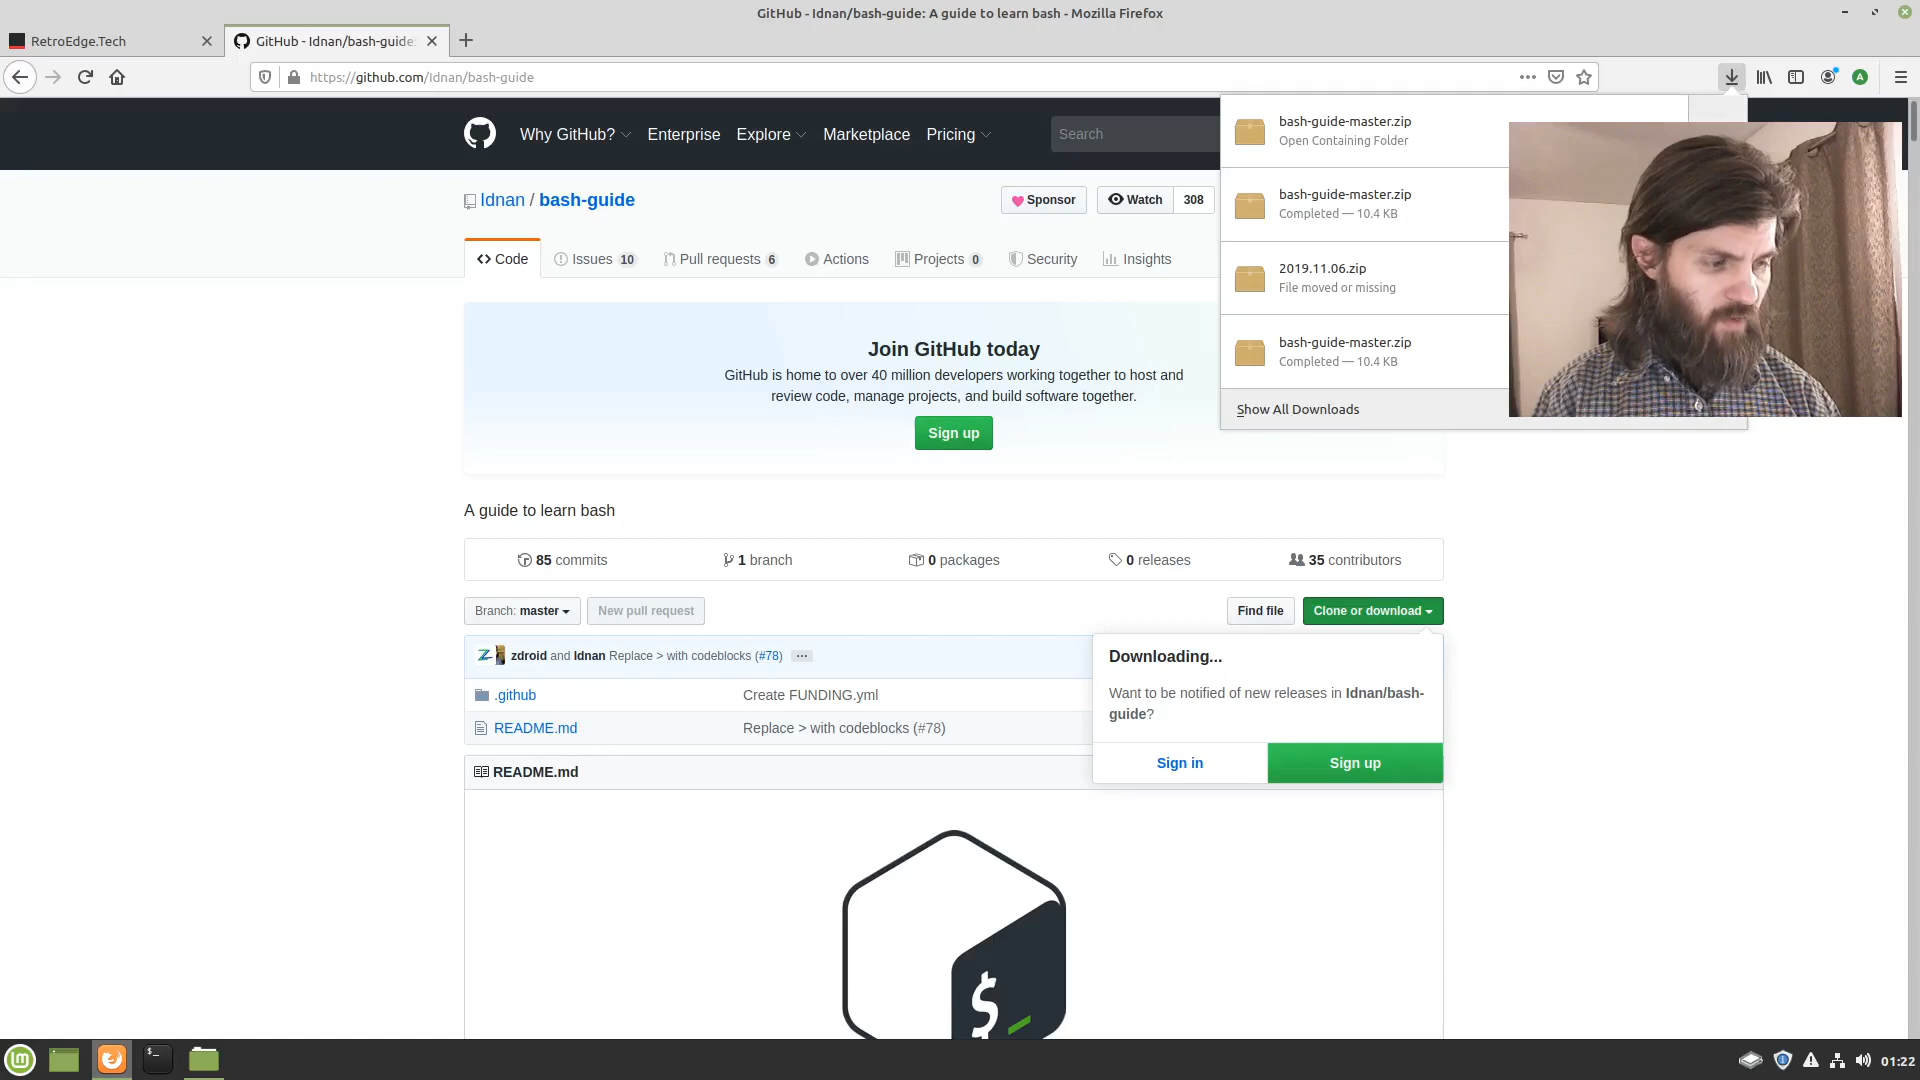 GitHub - Idnan/bash-guide: A guide to learn bash - Mozilla Firefox
RetroEdge.Tech
GitHub - Idnan/bash-guide:
https://github.com/Idnan/bash-guide
A
Why GitHub? Enterprise Explore Marketplace Pricing
Search
bash-guide-master.zip
Open Containing Folder
bash-guide-master.zip
Completed — 10.4 KB
2019.11.06.zip
File moved or missing
bash-guide-master.zip
Completed — 10.4 KB
Show All Downloads
Idnan / bash-guide
Sponsor Watch 308
Code Issues 10 Pull requests 6 Actions Projects 0 Security Insights
Join GitHub today
GitHub is home to over 40 million developers working together to host and
review code, manage projects, and build software together.
Sign up
A guide to learn bash
85 commits 1 branch 0 packages 0 releases 35 contributors
Branch: master New pull request Find file Clone or download
zdroid and Idnan Replace > with codeblocks (#78) ...
.github Create FUNDING.yml
README.md Replace > with codeblocks (#78)
README.md
Downloading...
Want to be notified of new releases in Idnan/bash-
guide?
Sign in Sign up
$_
lm
$_
01:22